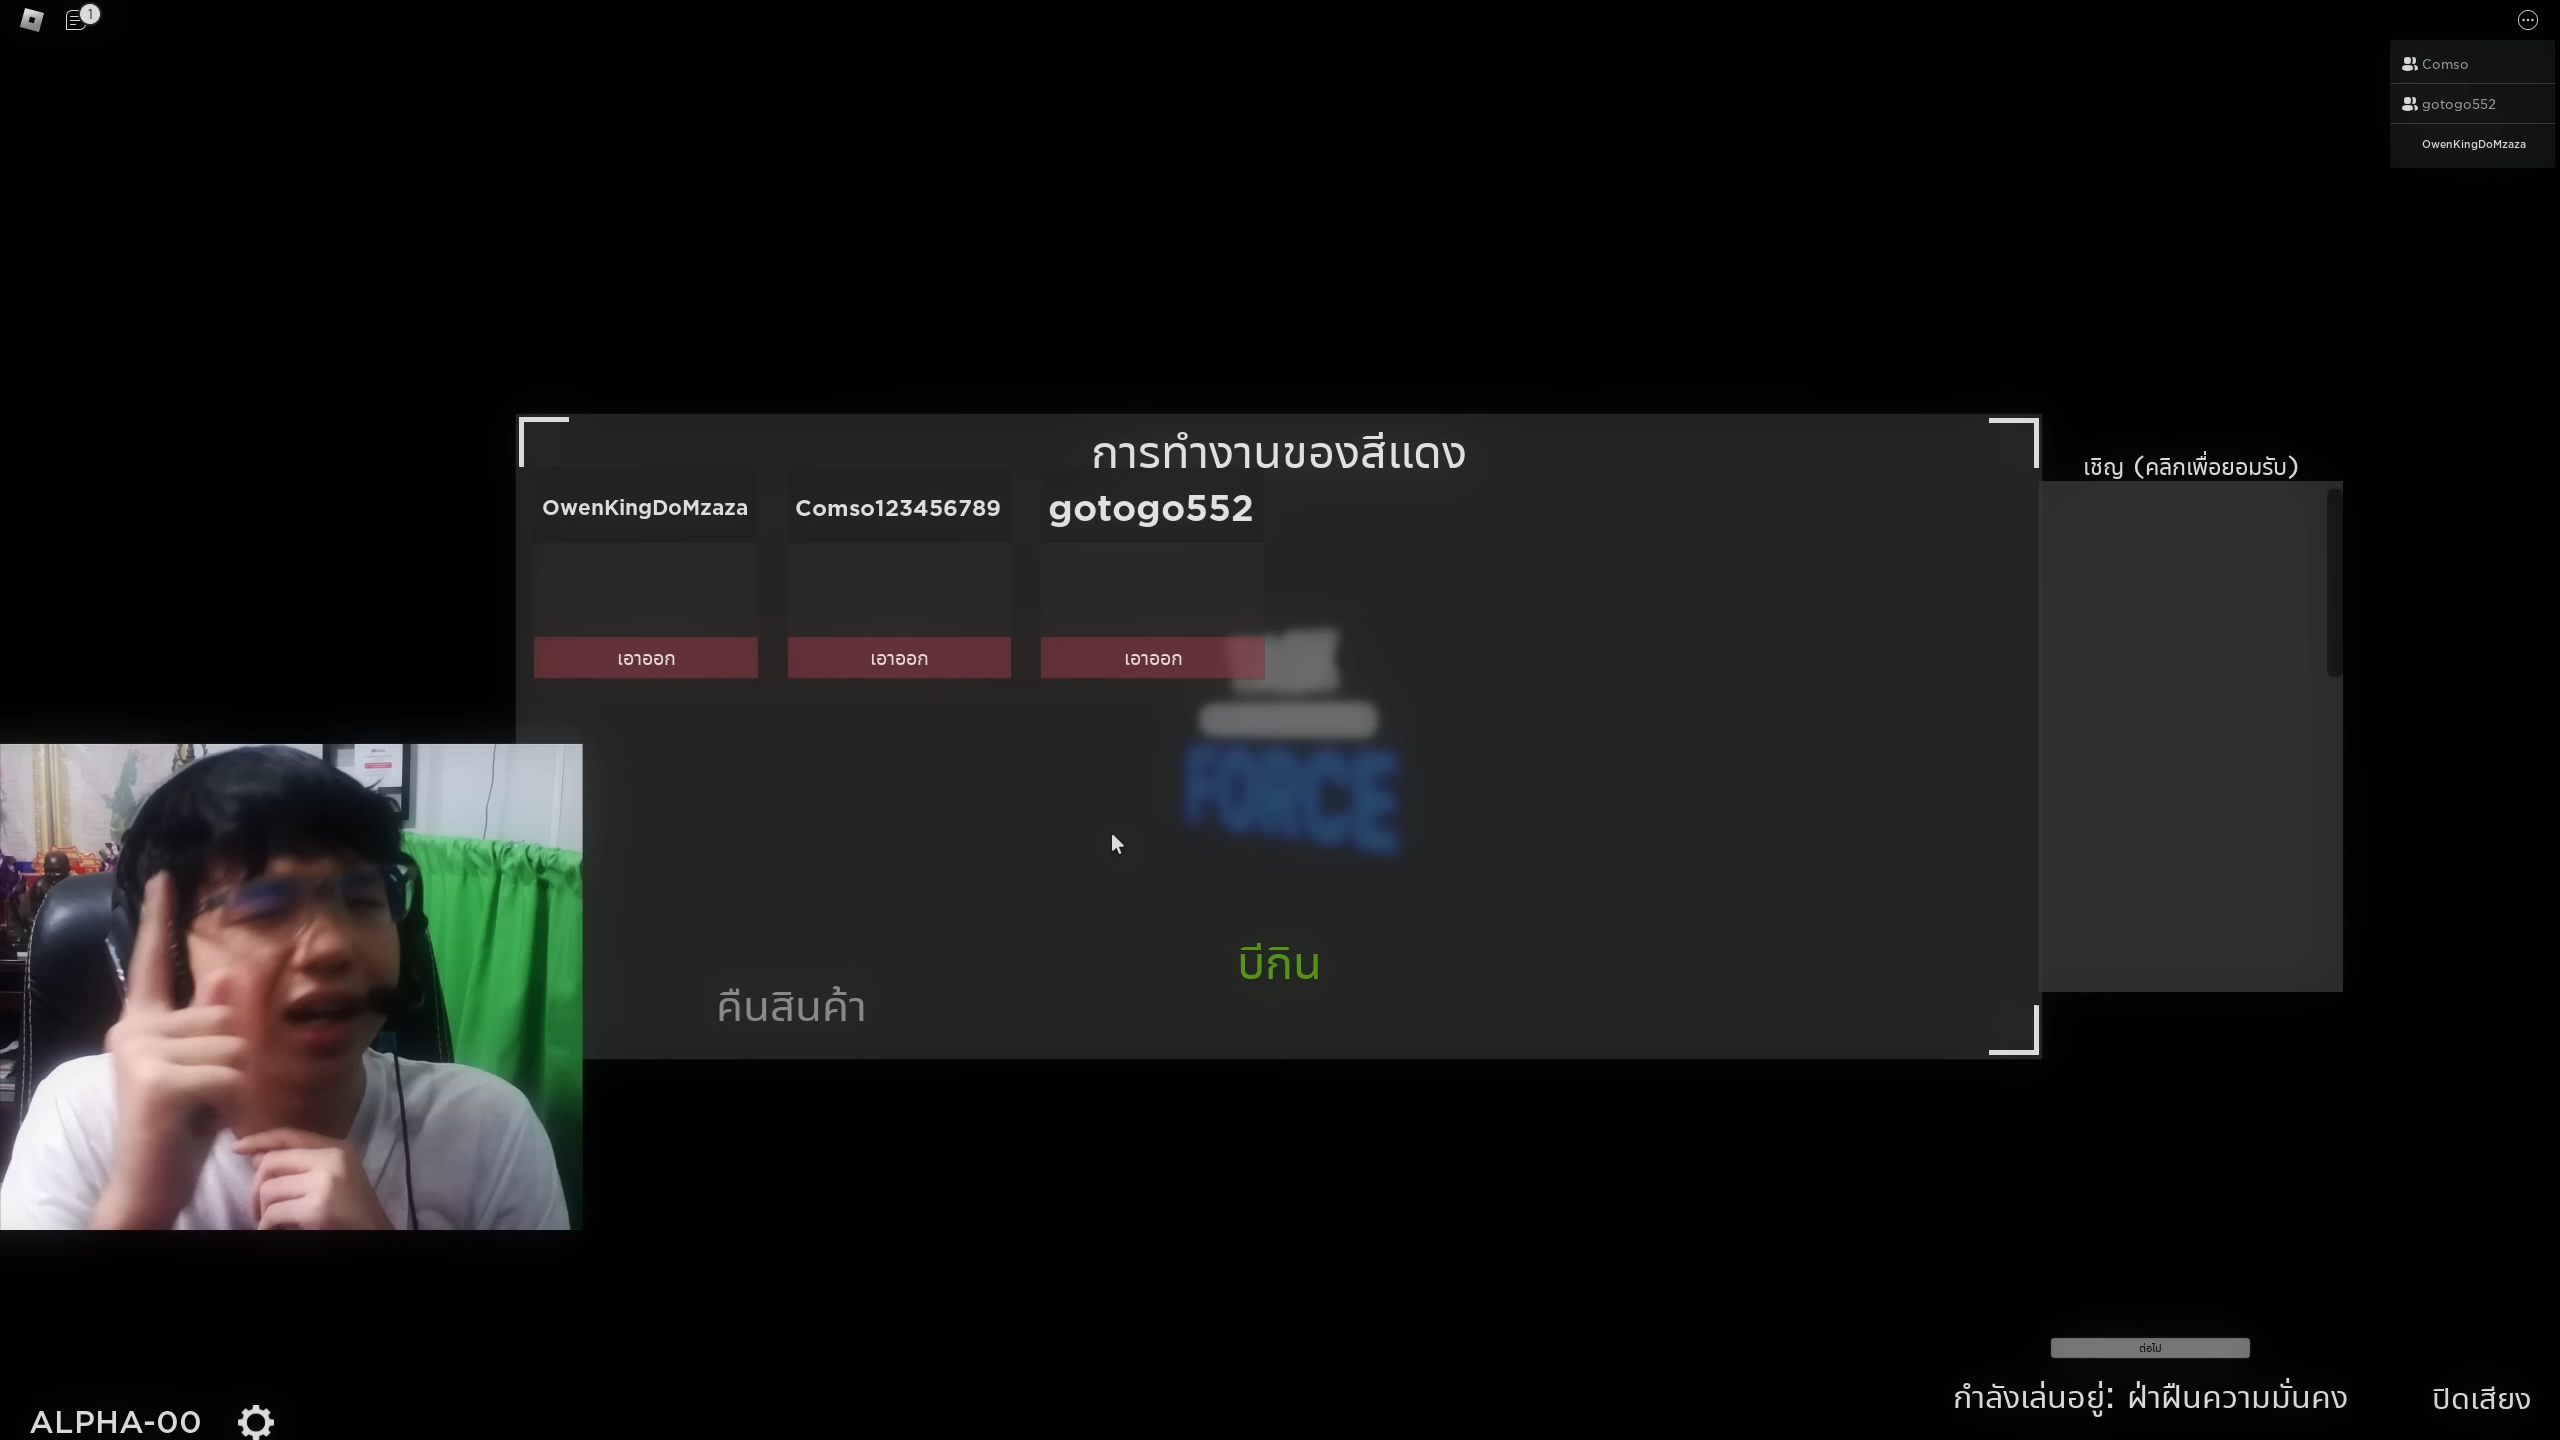 1
Comso
gotogo552
OwenKingDoMzaza
การทำงานของสีแดง
เชิญ (คลิกเพื่อยอมรับ)
OwenKingDoMzaza
Comso123456789
gotogo552
เอาออก
เอาออก
เอาออก
FORCE
บีกิน
คืนสินค้า
ต่อไป
กำลังเล่นอยู่: ฝ่าฝืนความมั่นคง
ปิดเสียง
ALPHA-00